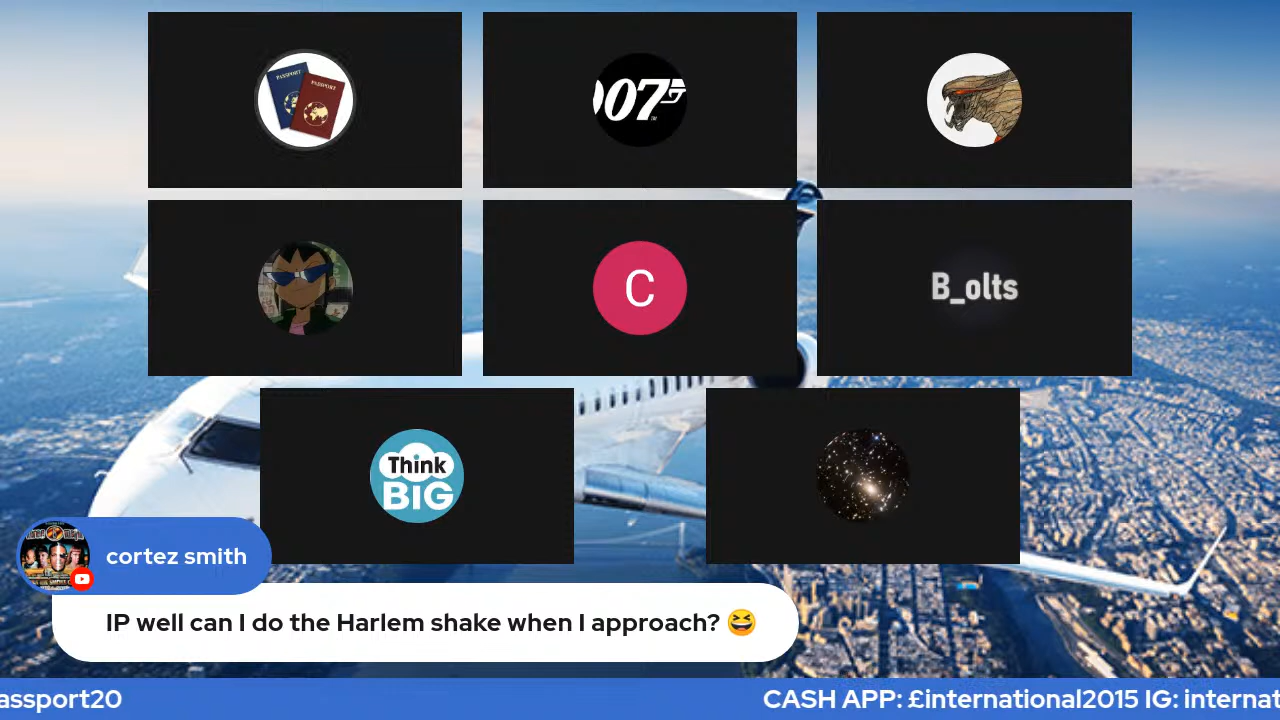 PASSPORT
PASSPORT
007
C
B_olts
Think
BIG
cortez smith
IP well can I do the Harlem shake when I approach? 😆
assport20
CASH APP: £international2015 IG: internat